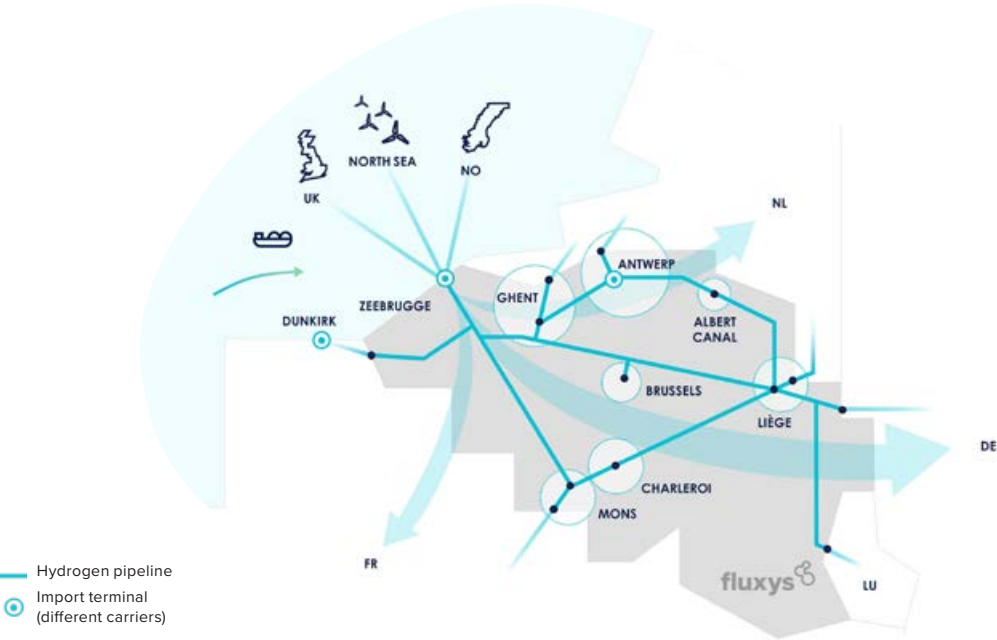 NORTH SEA
NO
UK
NL
ANTWERP
GHENT
ZEEBRUGGE
DUNKIRK
ALBERT
CANAL
BRUSSELS
LIÈGE
DE
CHARLEROI
MONS
FR
fluxys
LU
Hydrogen pipeline
Import terminal
(different carriers)